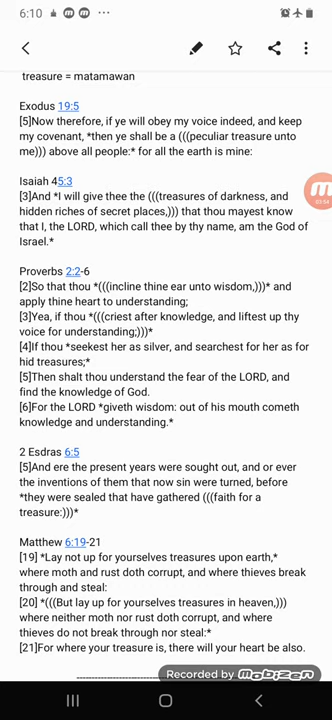 6:10
treasure = matamawan
Exodus 19:5
[5]Now therefore, if ye will obey my voice indeed, and keep
my covenant, *then ye shall be a (((peculiar treasure unto
me))) above all people:* for all the earth is mine:
Isaiah 45:3
[3]And *I will give thee the (((treasures of darkness, and
hidden riches of secret places,))) that thou mayest know
that I, the LORD, which call thee by thy name, am the God of
Israel.*
Proverbs 2:2-6
[2]So that thou *(((incline thine ear unto wisdom,)))* and
apply thine heart to understanding;
[3]Yea, if thou *(((criest after knowledge, and liftest up thy
voice for understanding;)))*
[4]If thou *seekest her as silver, and searchest for her as for
hid treasures;*
[5]Then shalt thou understand the fear of the LORD, and
find the knowledge of God.
[6]For the LORD *giveth wisdom: out of his mouth cometh
knowledge and understanding.*
2 Esdras 6:5
[5]And ere the present years were sought out, and or ever
the inventions of them that now sin were turned, before
*they were sealed that have gathered (((faith for a
treasure:)))*
Matthew 6:19-21
[19] *Lay not up for yourselves treasures upon earth,*
where moth and rust doth corrupt, and where thieves break
through and steal:
[20] *(((But lay up for yourselves treasures in heaven,)))
where neither moth nor rust doth corrupt, and where
thieves do not break through nor steal:*
[21]For where your treasure is, there will your heart be also.
Recorded by mobizen